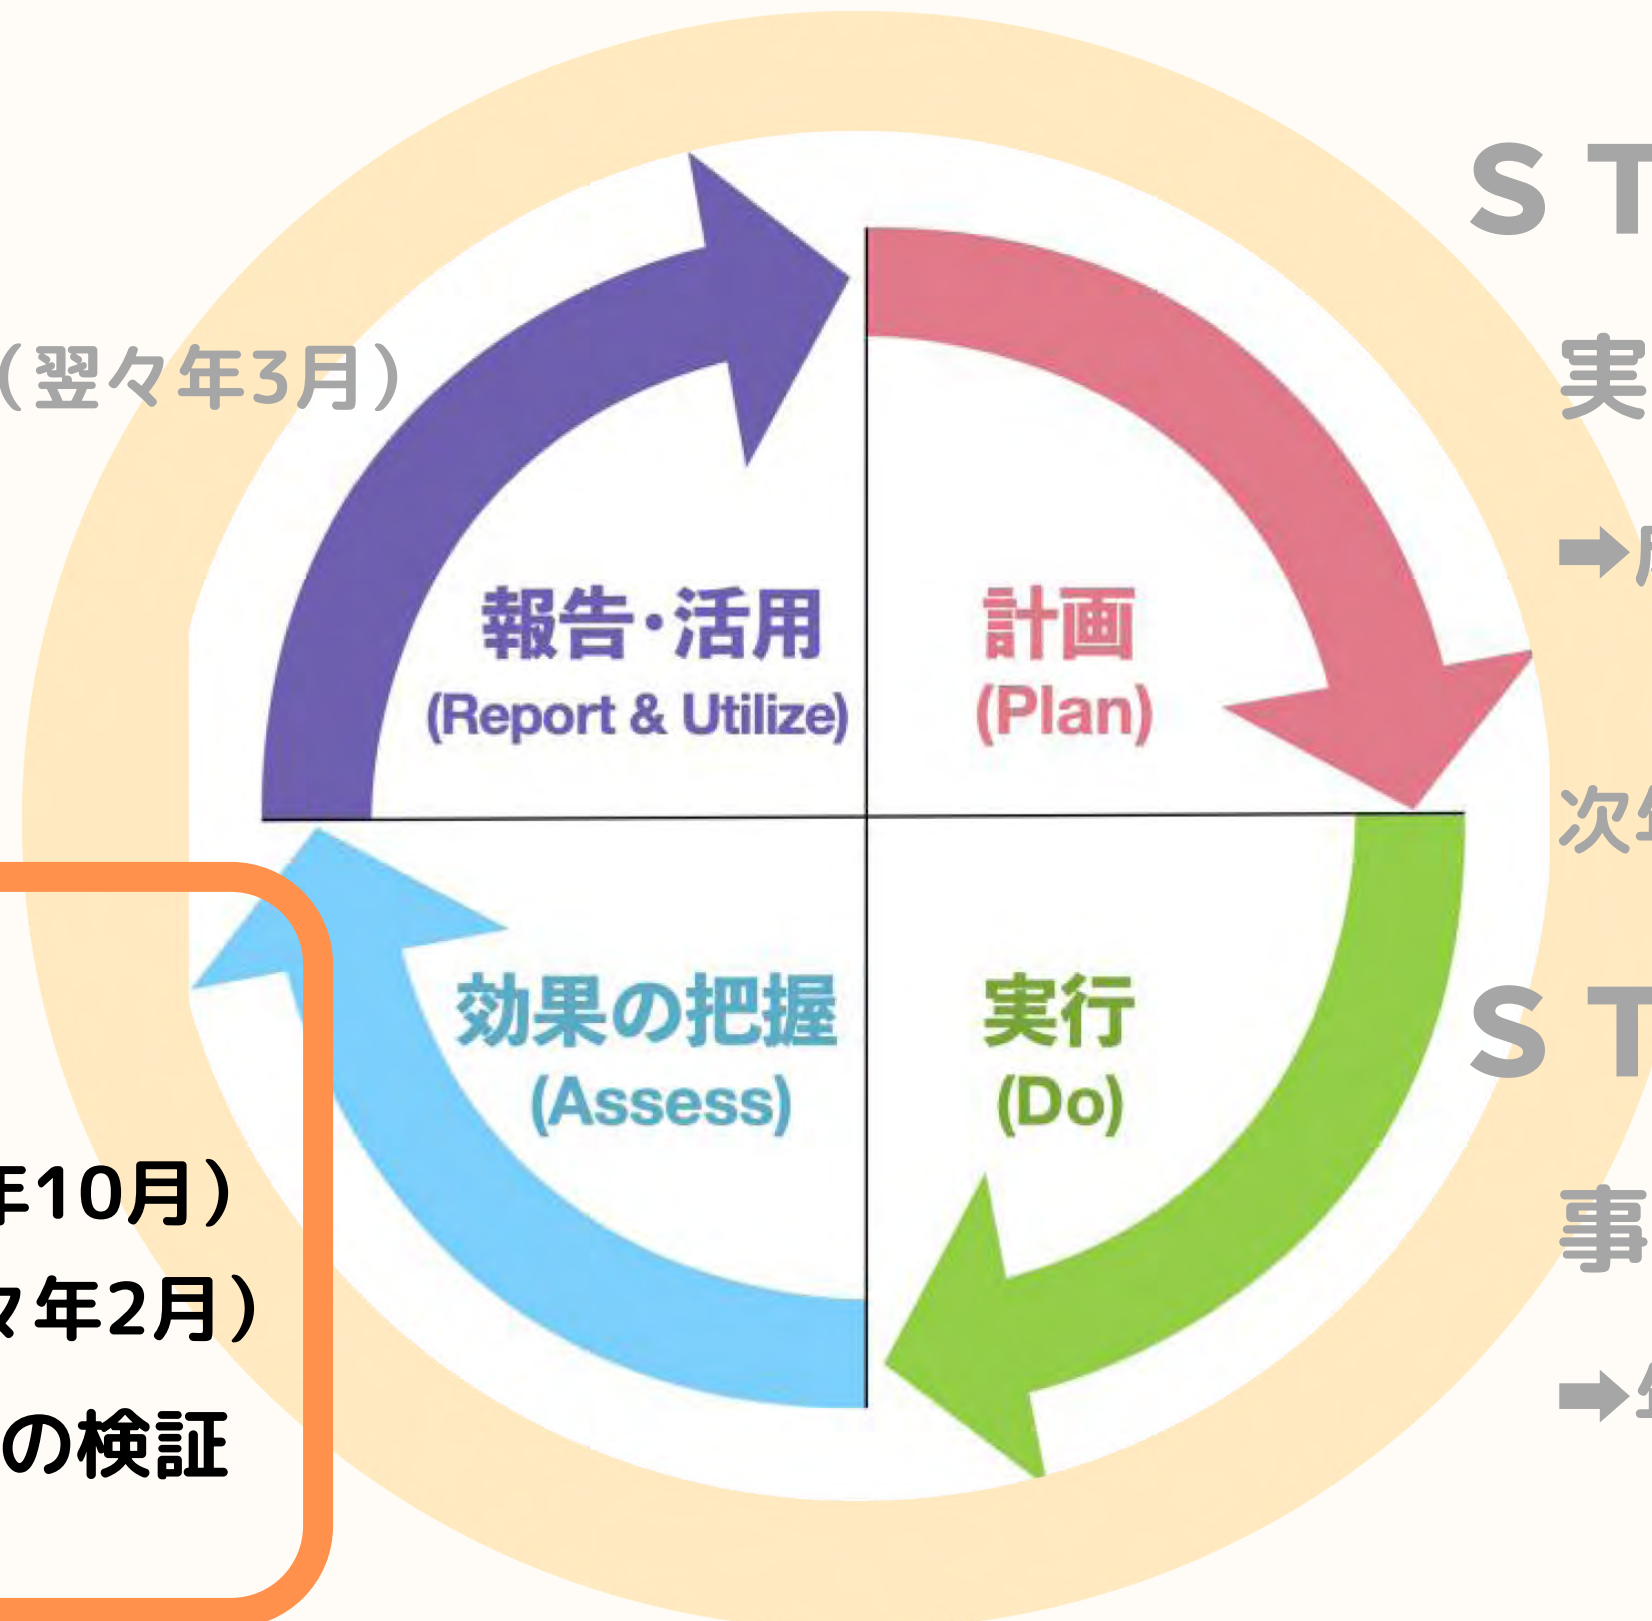 （翌々年3月）
報告・活用
(Report & Utilize)
計画
(Plan)
効果の把握
(Assess)
実行
(Do)
年10月）
々年2月）
の検証
ST
実
➡
次年
ST
事
➡